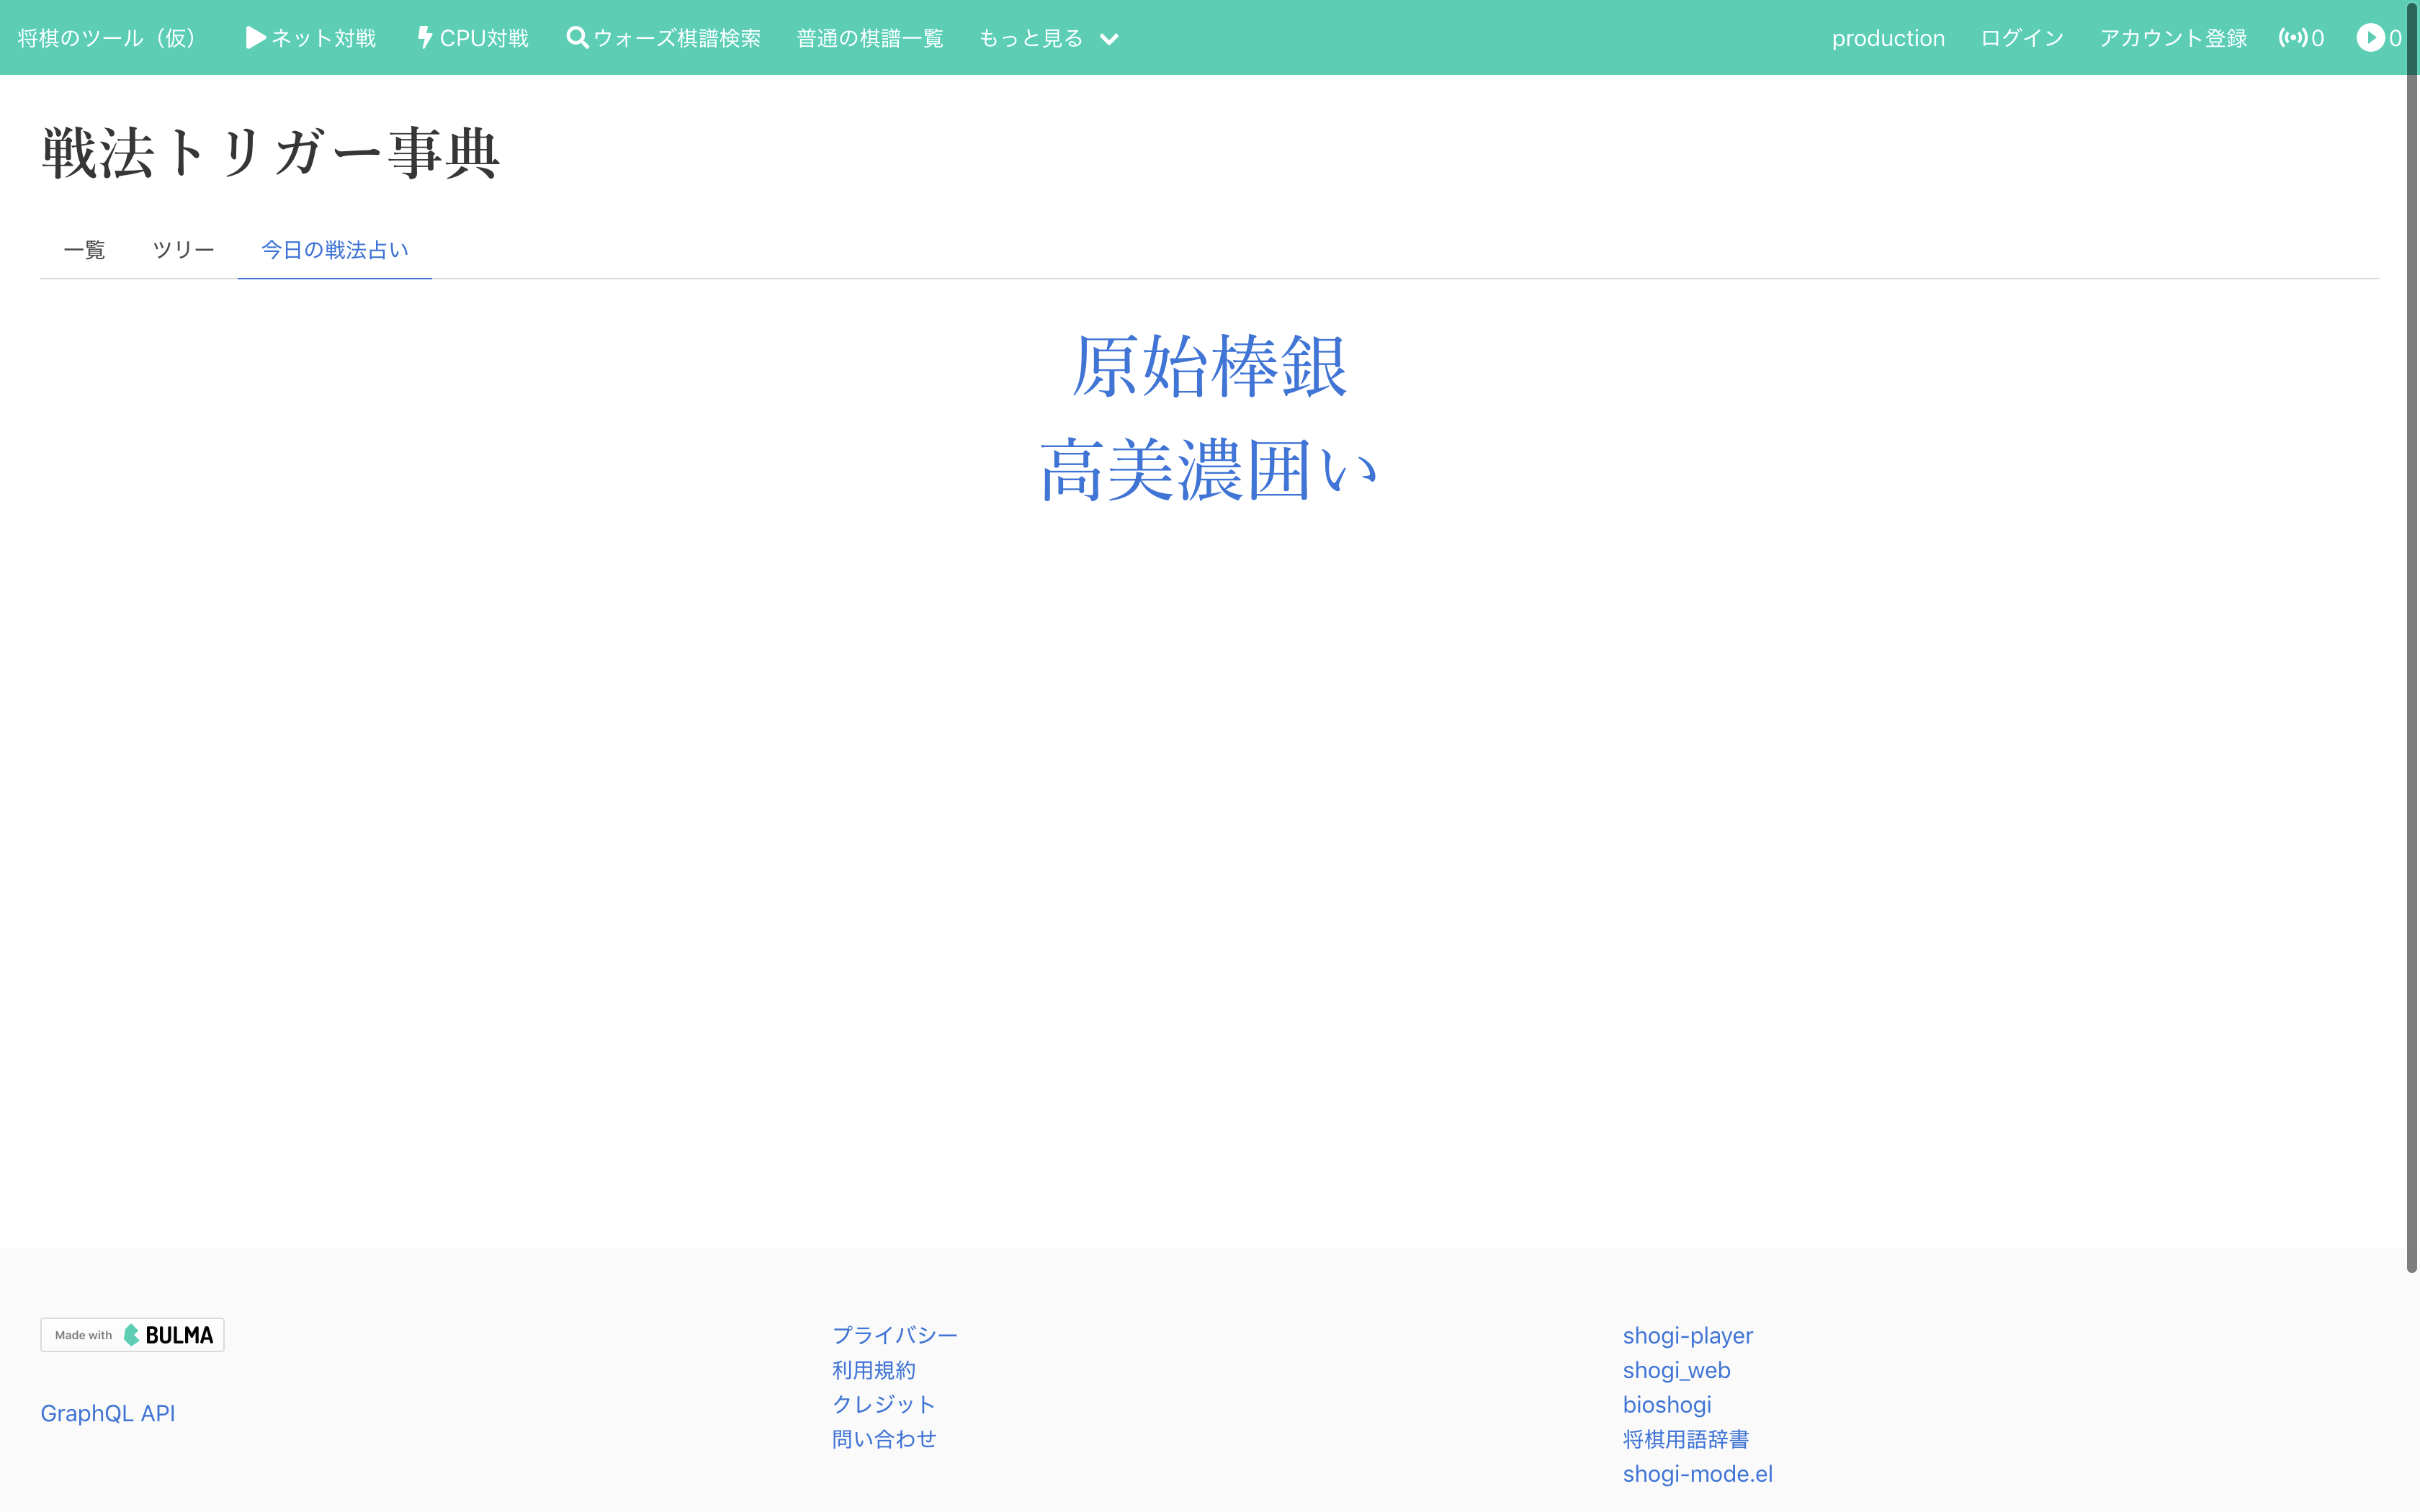 将棋のツール（仮） ネット対戦 CPU対戦 ウォーズ棋譜検索 普通の棋譜一覧 もっと見る production ログイン アカウント登録 0 0
戦法トリガー事典
一覧 ツリー 今日の戦法占い
原始棒銀
高美濃囲い
Made with BULMA
GraphQL API
プライバシー
利用規約
クレジット
問い合わせ
shogi-player
shogi_web
bioshogi
将棋用語辞書
shogi-mode.el